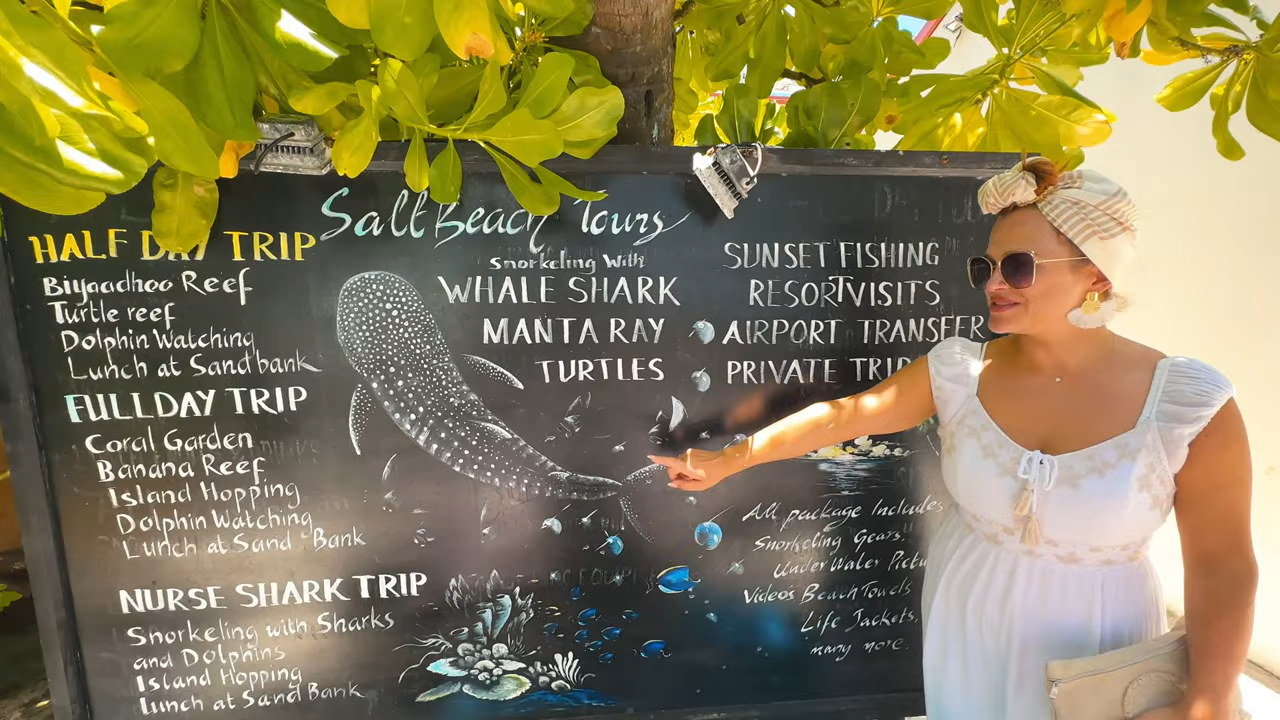 Salt Beach Tours
HALF DAY TRIP
Biyaadhoo Reef
Turtle reef
Dolphin Watching
Lunch at Sandbank
FULLDAY TRIP
Coral Garden
Banana Reef
Island Hopping
Dolphin Watching
Lunch at Sand Bank
NURSE SHARK TRIP
Snorkeling with Sharks
and Dolphins
Island Hopping
Lunch at Sand Bank
Snorkeling With
WHALE SHARK
MANTA RAY
TURTLES
SUNSET FISHING
RESORT VISITS
AIRPORT TRANSFER
PRIVATE TRIP
All package Includes
Snorkeling Gears!!
UnderWater Pictu
Videos Beach Towels
Life Jackets,
many more.